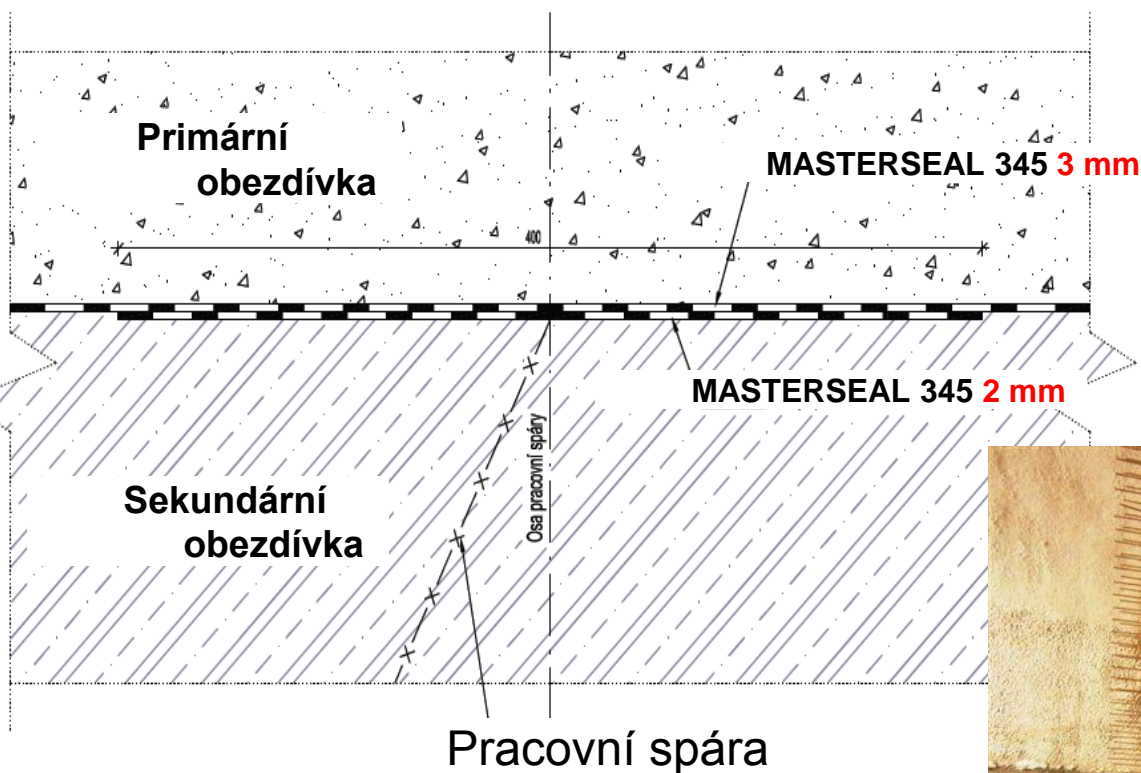 Primární
obezdívka
MASTERSEAL 345 3 mm
400
MASTERSEAL 345 2 mm
Osa pracovní spáry
Sekundární
obezdívka
Pracovní spára